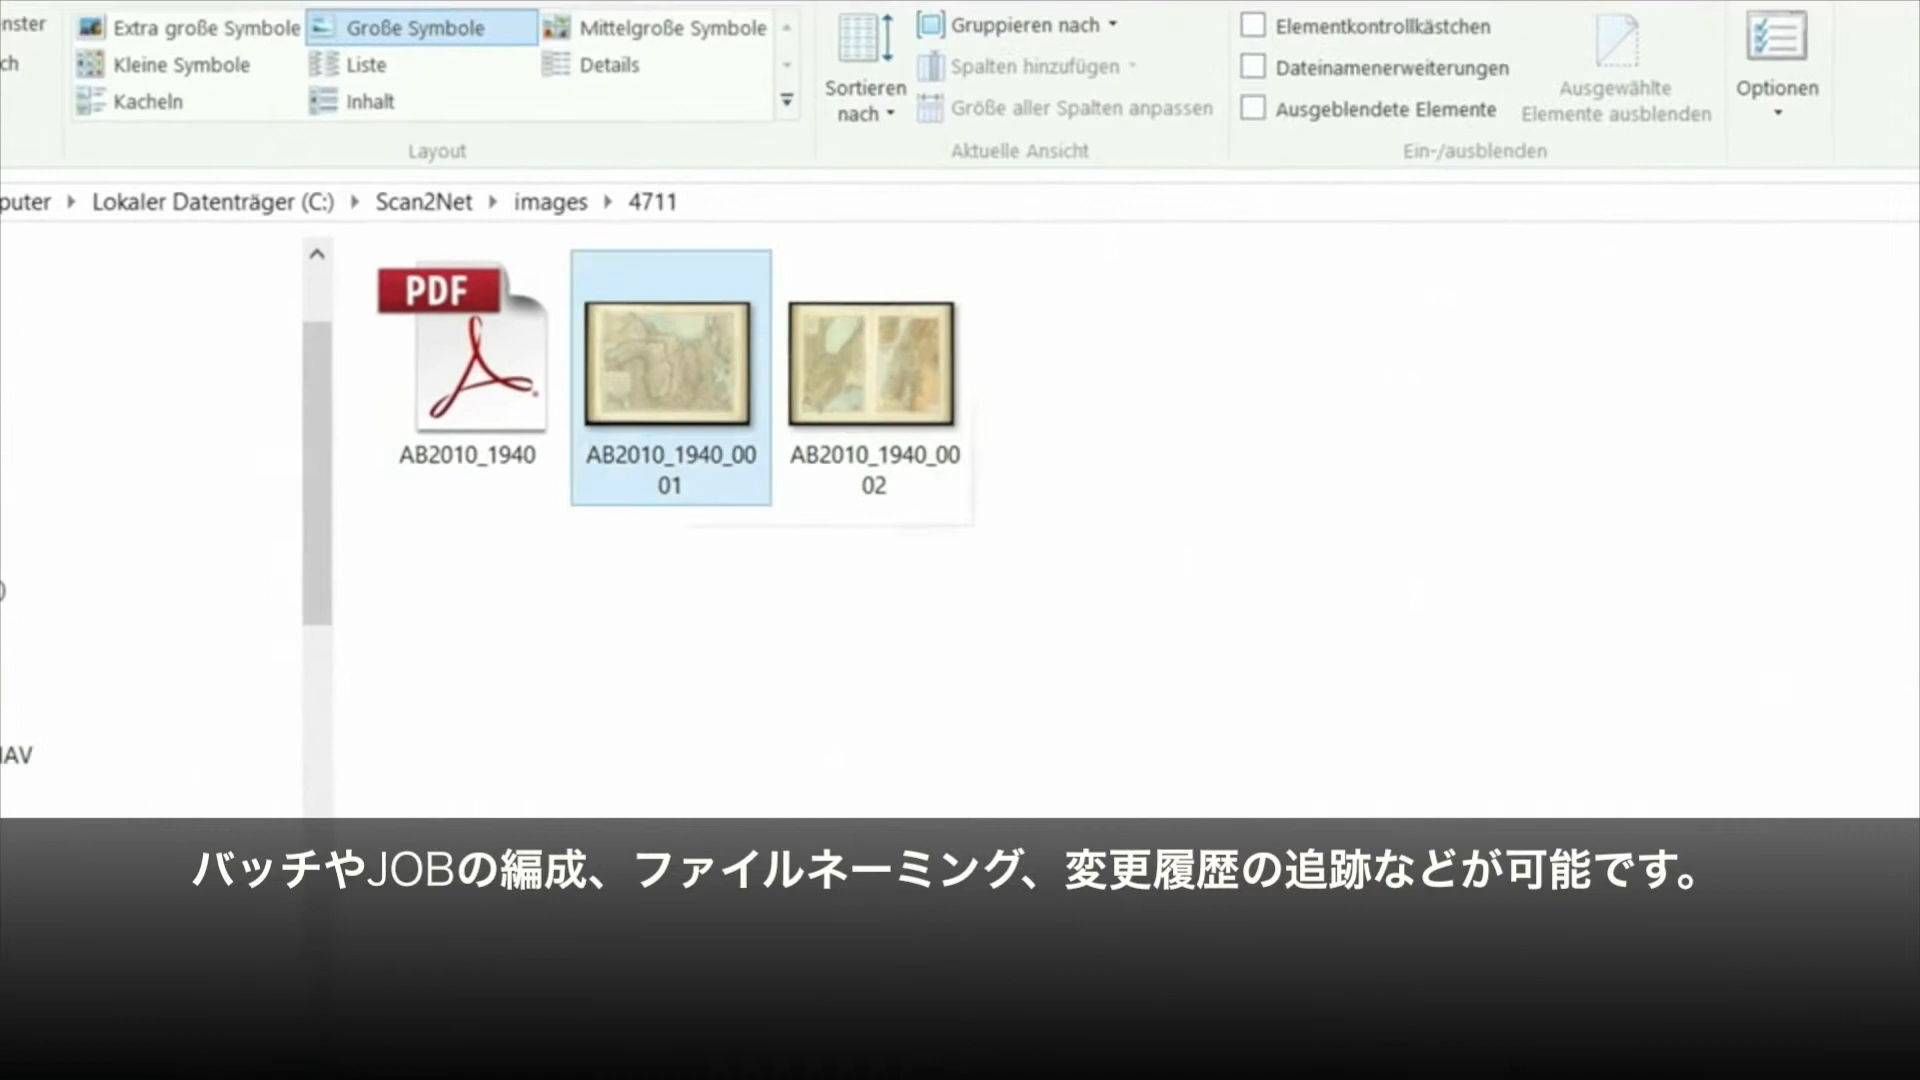 nster
ch
Extra große Symbole
Große Symbole
Mittelgroße Symbole
Kleine Symbole
Liste
Details
Kacheln
Inhalt
Layout
Sortieren
nach
Gruppieren nach
Spalten hinzufügen
Größe aller Spalten anpassen
Aktuelle Ansicht
Elementkontrollkästchen
Dateinamenerweiterungen
Ausgeblendete Elemente
Ausgewählte
Elemente ausblenden
Ein-/ausblenden
Optionen
puter Lokaler Datenträger (C:) Scan2Net images 4711
PDF
AB2010_1940
AB2010_1940_00
01
AB2010_1940_00
02
)
AV
バッチやJOBの編成、ファイルネーミング、変更履歴の追跡などが可能です。